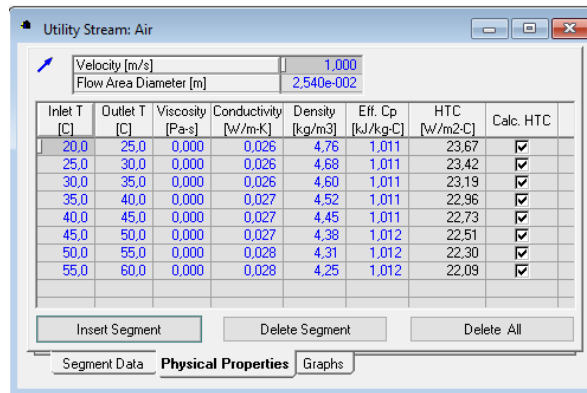 Utility Stream: Air
Velocity [m/s] 1,000
Flow Area Diameter [m] 2,540e-002
Inlet T Outlet T Viscosity Conductivity Density Eff. Cp HTC Calc. HTC
[C] [C] [Pa-s] [W/m-K] [kg/m3] [kJ/kg-C] [W/m2-C]
20,0 25,0 0,000 0,026 4,76 1,011 23,67
25,0 30,0 0,000 0,026 4,68 1,011 23,42
30,0 35,0 0,000 0,026 4,60 1,011 23,19
35,0 40,0 0,000 0,027 4,52 1,011 22,96
40,0 45,0 0,000 0,027 4,45 1,011 22,73
45,0 50,0 0,000 0,027 4,38 1,012 22,51
50,0 55,0 0,000 0,028 4,31 1,012 22,30
55,0 60,0 0,000 0,028 4,25 1,012 22,09
Insert Segment Delete Segment Delete All
Segment Data Physical Properties Graphs